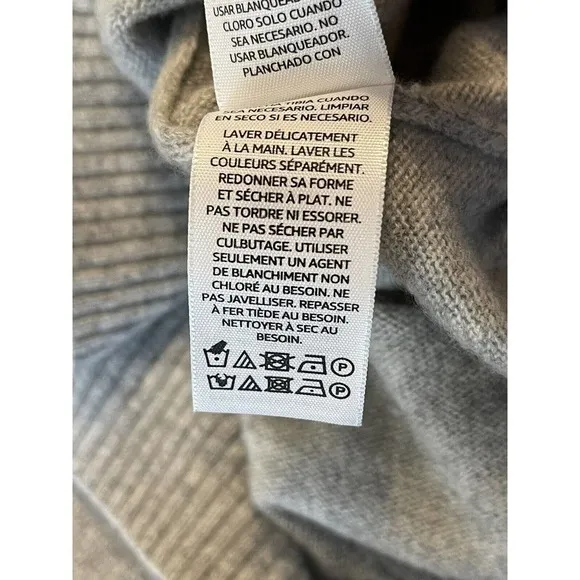 USAR BLANQUEADOR
CLORO SOLO CUANDO
SEA NECESARIO. NO
USAR BLANQUEADOR.
PLANCHADO CON
TIBIA CUANDO
SEA NECESARIO. LIMPIAR
EN SECO SI ES NECESARIO.
LAVER DÉLICATEMENT
À LA MAIN. LAVER LES
COULEURS SÉPARÉMENT.
REDONNER SA FORME
ET SÉCHER À PLAT. NE
PAS TORDRE NI ESSORER.
NE PAS SÉCHER PAR
CULBUTAGE. UTILISER
SEULEMENT UN AGENT
DE BLANCHIMENT NON
CHLORÉ AU BESOIN. NE
PAS JAVELLISER. REPASSER
À FER TIÈDE AU BESOIN.
NETTOYER À SEC AU
BESOIN.
P
P